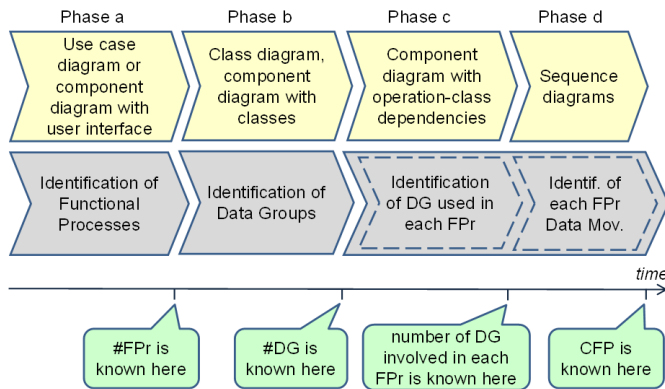 Phase a
Phase b
Phase c
Phase d
Use case
diagram or
component
diagram with
user interface
Class diagram,
component
diagram with
classes
Component
diagram with
operation-class
dependencies
Sequence
diagrams
Identification of
Functional
Processes
Identification of
Data Groups
Identification
of DG used in
each FPr
Identif. of
each FPr
Data Mov.
time
#FPr is
known here
#DG is
known here
number of DG
involved in each
FPr is known here
CFP is
known here